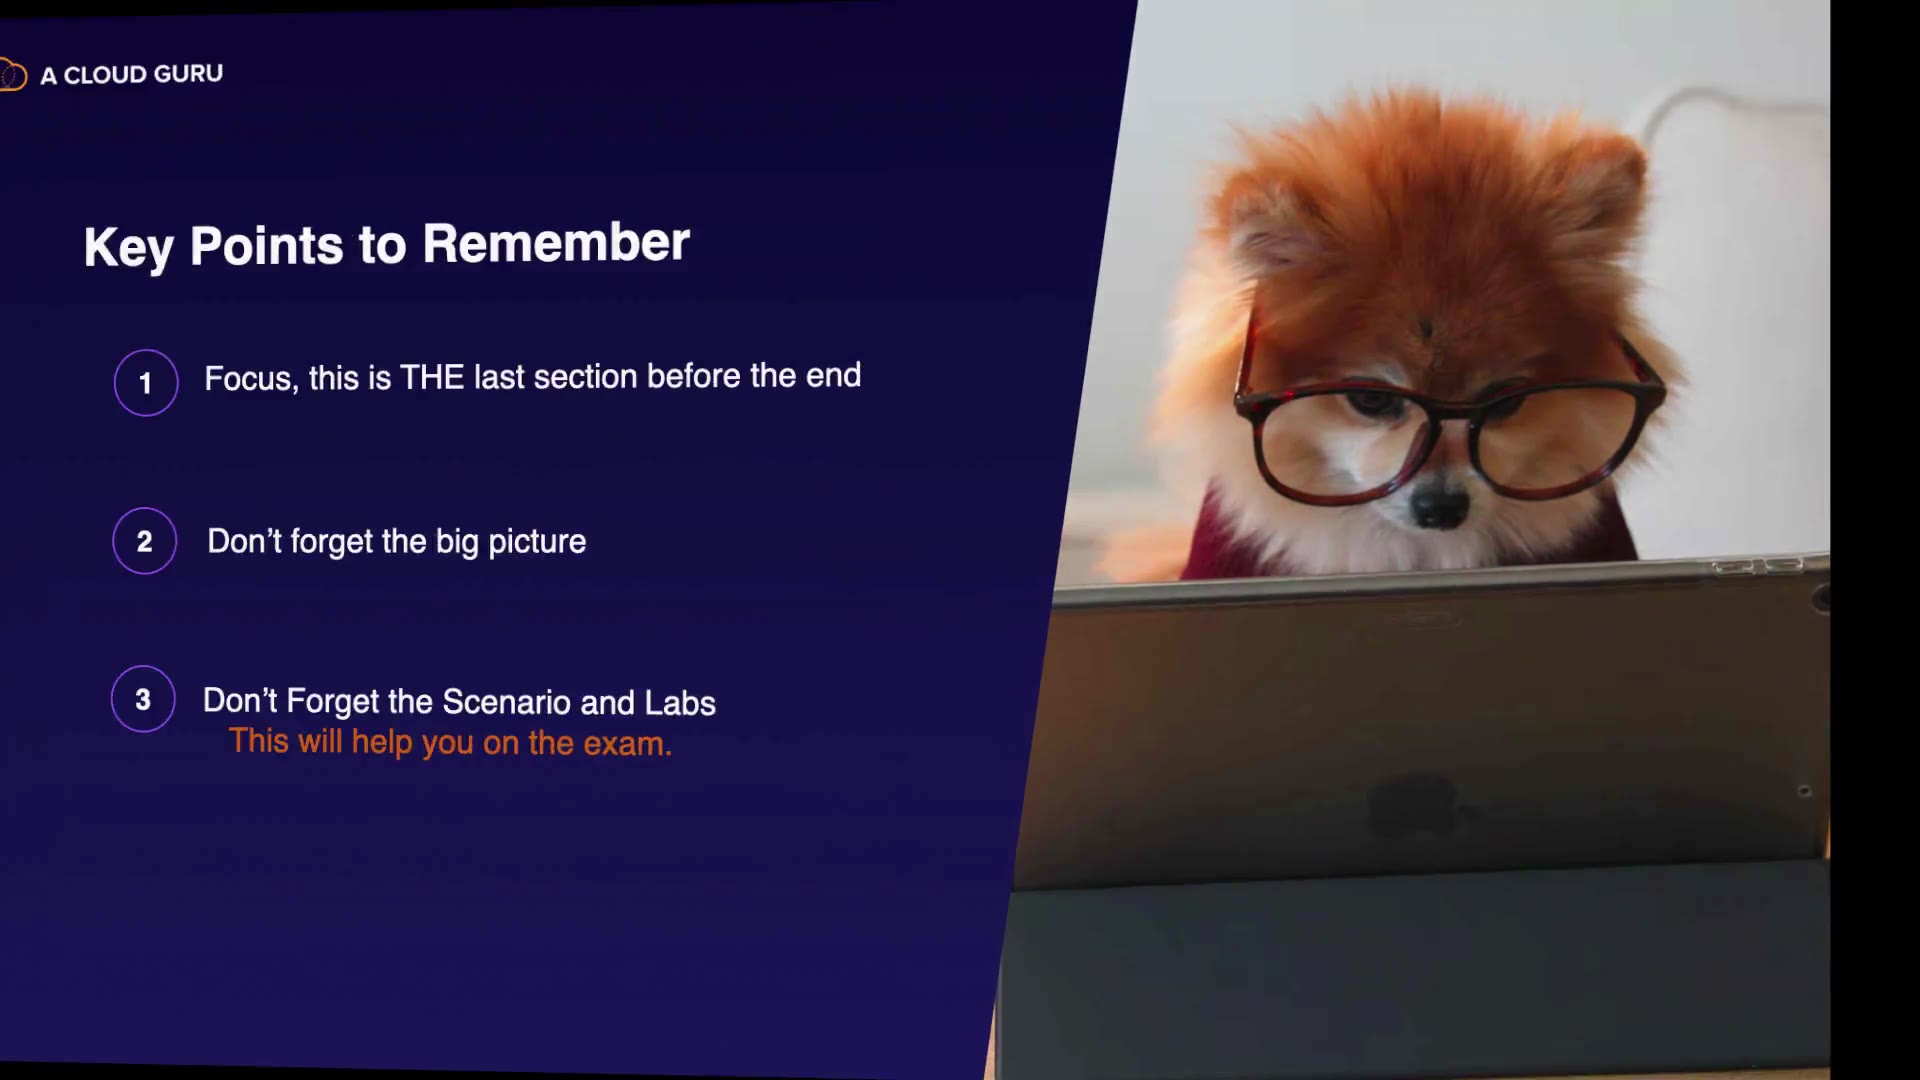 A CLOUD GURU
Key Points to Remember
1 Focus, this is THE last section before the end
2 Don’t forget the big picture
3 Don’t Forget the Scenario and Labs
This will help you on the exam.